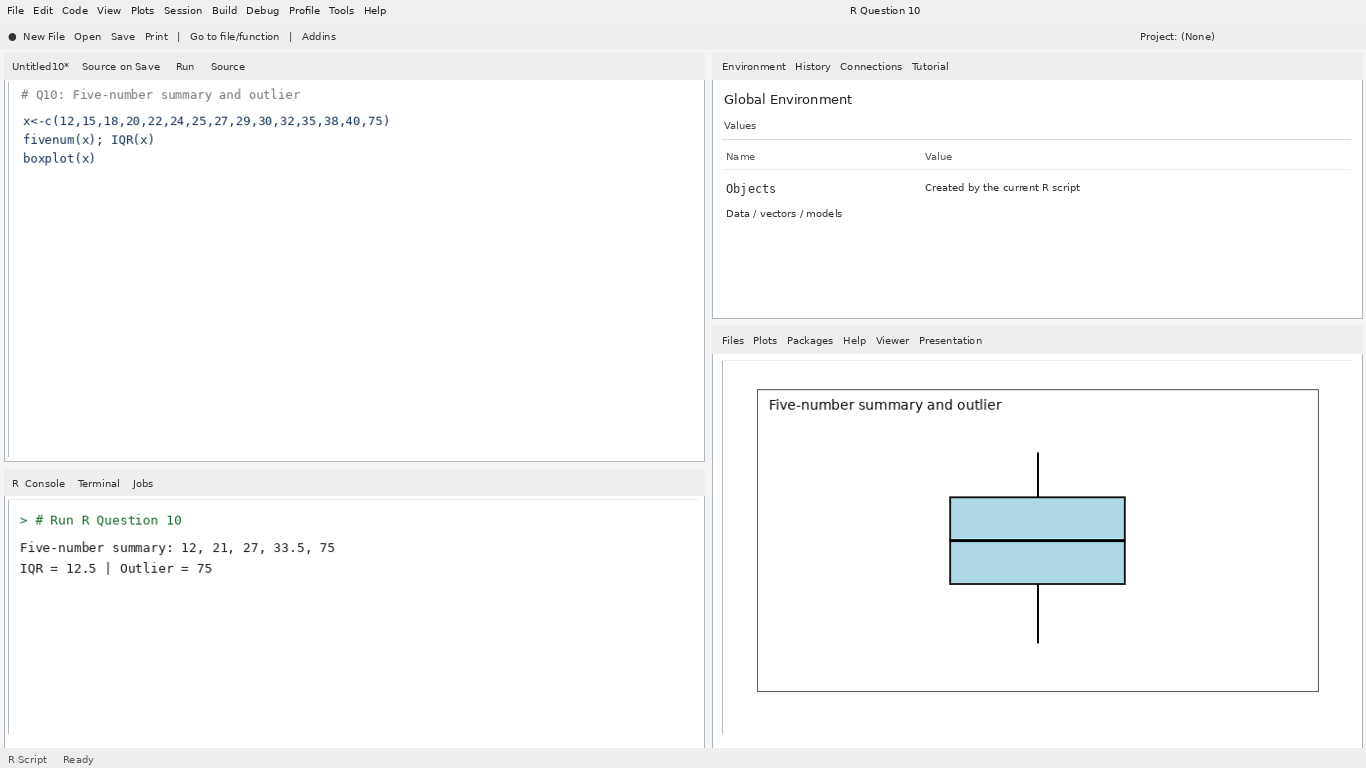 File Edit Code View Plots Session Build Debug Profile Tools Help
R Question 10
● New File Open Save Print | Go to file/function | Addins
Project: (None)
Untitled10* Source on Save Run Source
# Q10: Five-number summary and outlier
x<-c(12,15,18,20,22,24,25,27,29,30,32,35,38,40,75)
fivenum(x); IQR(x)
boxplot(x)
R Console Terminal Jobs
> # Run R Question 10
Five-number summary: 12, 21, 27, 33.5, 75
IQR = 12.5 | Outlier = 75
Environment History Connections Tutorial
Global Environment
Values
Name Value
Objects Created by the current R script
Data / vectors / models
Files Plots Packages Help Viewer Presentation
Five-number summary and outlier
R Script Ready